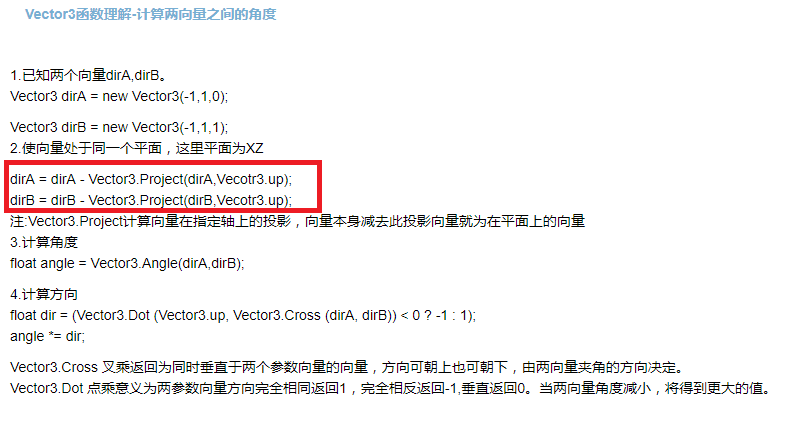 Vector3函数理解-计算两向量之间的角度
1.已知两个向量dirA,dirB。
Vector3 dirA = new Vector3(-1,1,0);
Vector3 dirB = new Vector3(-1,1,1);
2.使向量处于同一个平面，这里平面为XZ
dirA = dirA - Vector3.Project(dirA,Vecotr3.up);
dirB = dirB - Vector3.Project(dirB,Vecotr3.up);
注:Vector3.Project计算向量在指定轴上的投影，向量本身减去此投影向量就为在平面上的向量
3.计算角度
float angle = Vector3.Angle(dirA,dirB);
4.计算方向
float dir = (Vector3.Dot (Vector3.up, Vector3.Cross (dirA, dirB)) < 0 ? -1 : 1);
angle *= dir;
Vector3.Cross 叉乘返回为同时垂直于两个参数向量的向量，方向可朝上也可朝下，由两向量夹角的方向决定。
Vector3.Dot 点乘意义为两参数向量方向完全相同返回1，完全相反返回-1,垂直返回0。当两向量角度减小，将得到更大的值。